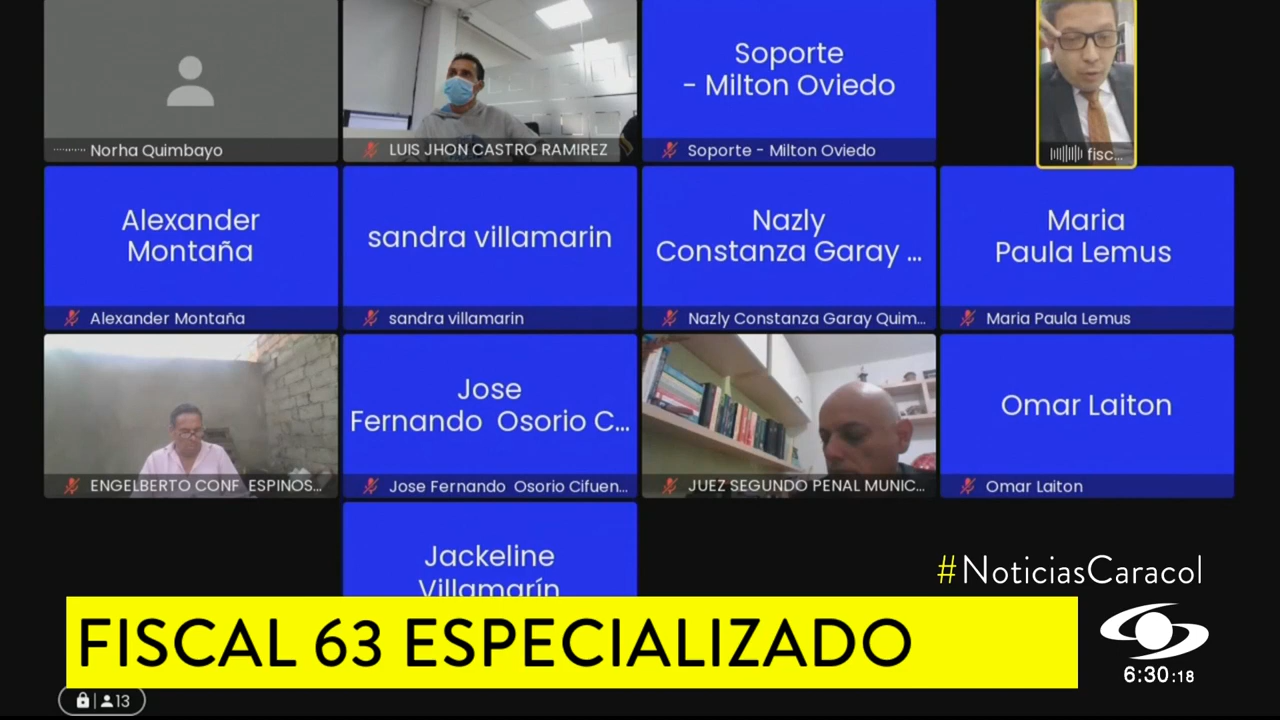 Norha Quimbayo
LUIS JHON CASTRO RAMIREZ
Soporte
- Milton Oviedo
Soporte - Milton Oviedo
fisc...
Alexander
Montaña
Alexander Montaña
sandra villamarin
sandra villamarin
Nazly
Constanza Garay ...
Nazly Constanza Garay Quim...
Maria
Paula Lemus
Maria Paula Lemus
ENGELBERTO CONF ESPINOS...
Jose
Fernando Osorio C...
Jose Fernando Osorio Cifuen...
JUEZ SEGUNDO PENAL MUNIC...
Omar Laiton
Omar Laiton
Jackeline
Villamarín
#NoticiasCaracol
FISCAL 63 ESPECIALIZADO
6:30:18
13